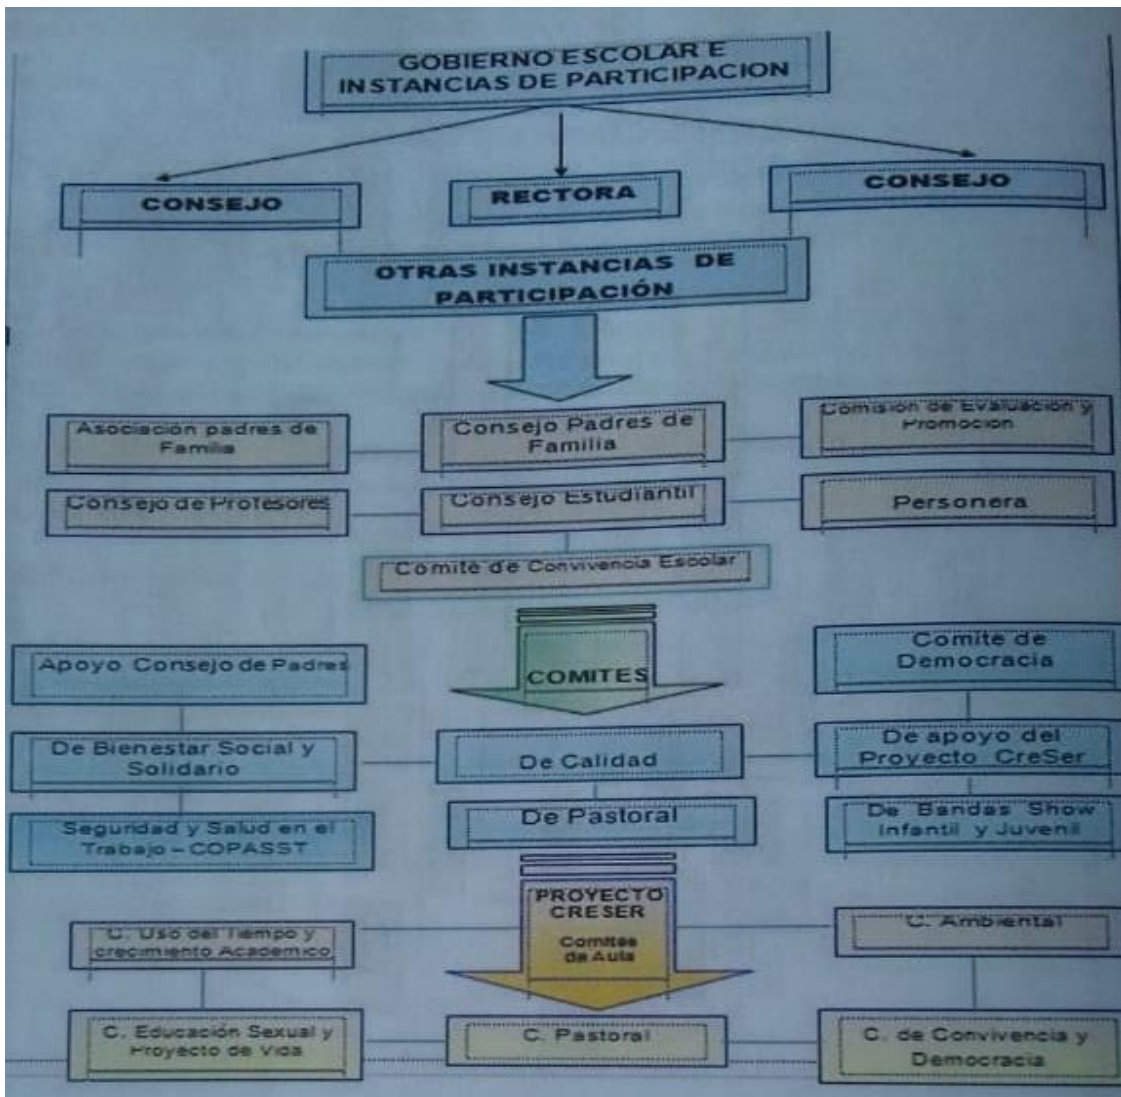 GOBIERNO ESCOLAR E
INSTANCIAS DE PARTICIPACION
CONSEJO
RECTORA
CONSEJO
OTRAS INSTANCIAS DE
PARTICIPACIÓN
Asociación padres de
Familia
Consejo Padres de
Familia
Comisión de Evaluación y
Promoción
Consejo de Profesores
Consejo Estudiantil
Personera
Comité de Convivencia Escolar
COMITES
Apoyo Consejo de Padres
Comité de
Democracia
De Bienestar Social y
Solidario
De Calidad
De apoyo del
Proyecto CreSer
Seguridad y Salud en el
Trabajo – COPASST
De Pastoral
De Bandas Show
Infantil y Juvenil
PROYECTO
CRESER
Comites
de Aula
C. Uso del Tiempo y
crecimiento Academico
C. Ambiental
C. Educación Sexual y
Proyecto de Vida
C. Pastoral
C. de Convivencia y
Democracia